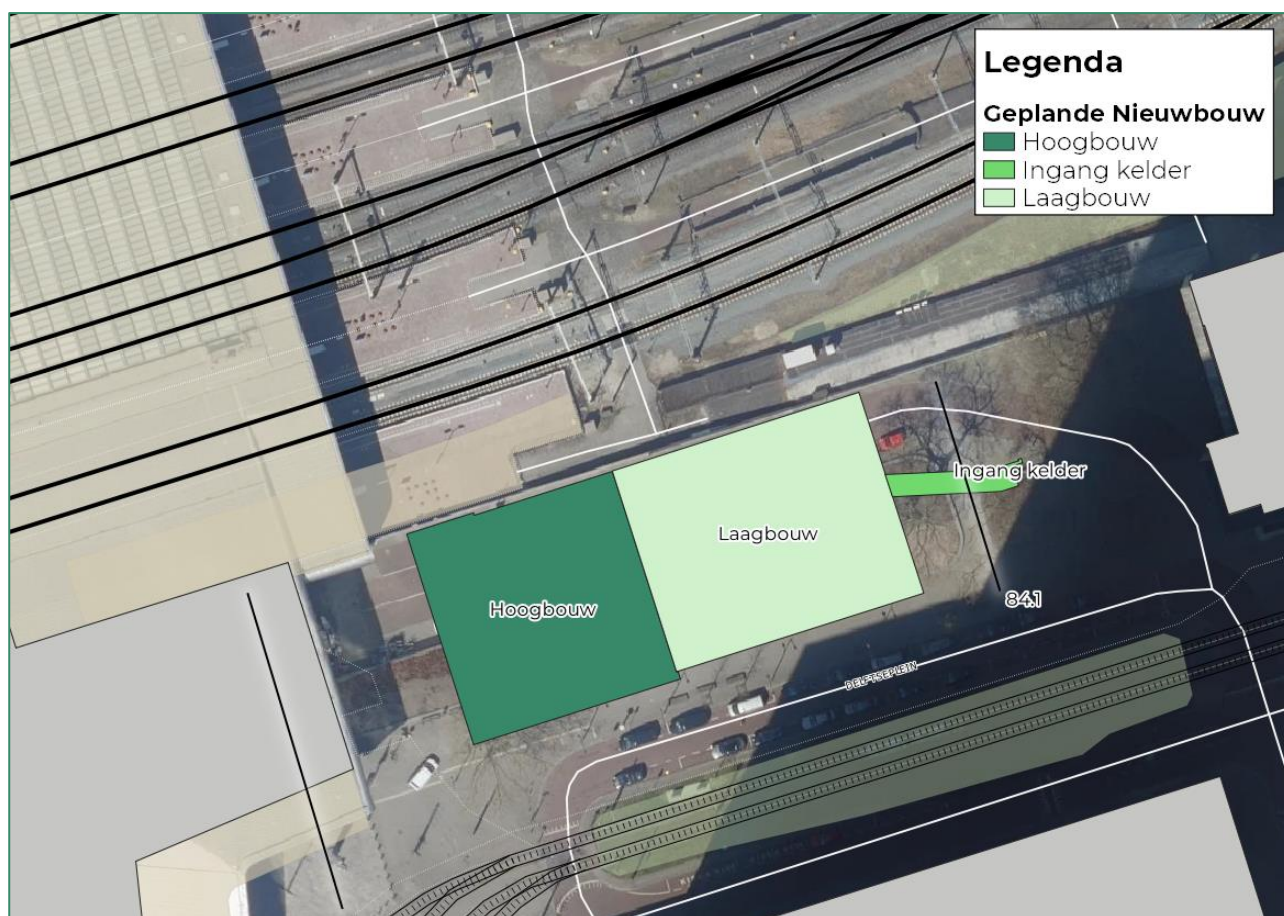 Legenda
Geplande Nieuwbouw
Hoogbouw
Ingang kelder
Laagbouw
Ingang kelder
Laagbouw
Hoogbouw
84.1
DELFTSEPLEIN